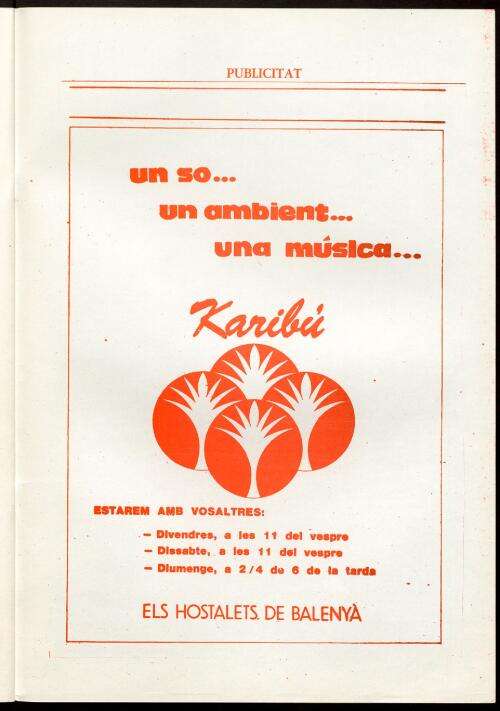 PUBLICITAT
un so...
un ambient...
una música...
Karibú
ESTAREM AMB VOSALTRES:
— Divendres, a les 11 del vespre
— Dissabte, a les 11 del vespre
— Diumenge, a 2/4 de 6 de la tarda
ELS HOSTALETS DE BALENYÀ